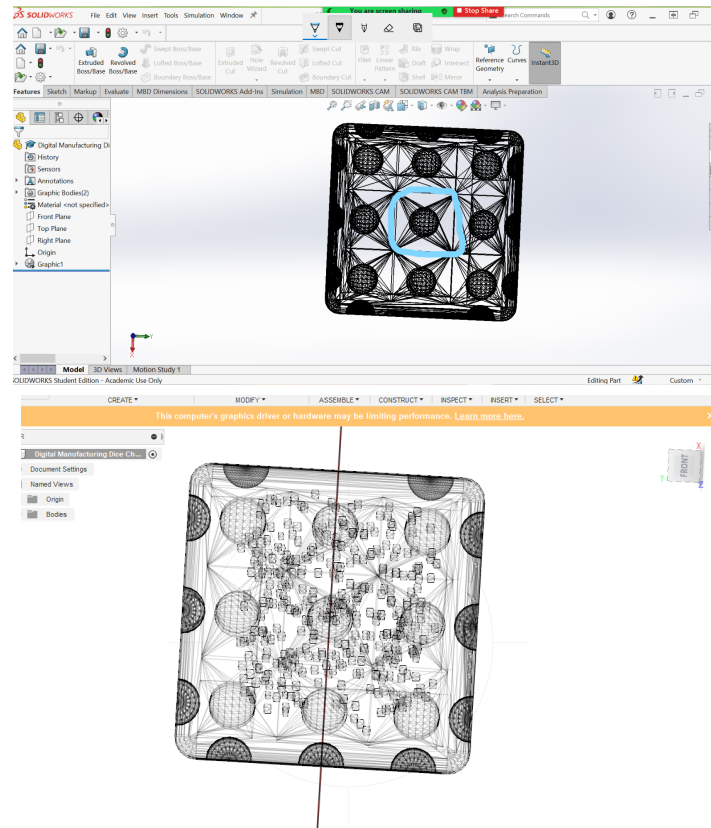 DS SOLIDWORKS File Edit View Insert Tools Simulation Window
You are screen sharing Stop Share
earch Commands
Extruded Boss/Base
Revolved Boss/Base
Swept Boss/Base
Lofted Boss/Base
Boundary Boss/Base
Extruded Cut
Hole Wizard
Revolved Cut
Swept Cut
Lofted Cut
Boundary Cut
Fillet
Linear Pattern
Rib
Draft
Shell
Wrap
Intersect
Mirror
Reference Geometry
Curves
Instant3D
Features Sketch Markup Evaluate MBD Dimensions SOLIDWORKS Add-Ins Simulation MBD SOLIDWORKS CAM SOLIDWORKS CAM TBM Analysis Preparation
Digital Manufacturing Di
History
Sensors
Annotations
Graphic Bodies(2)
Material <not specified>
Front Plane
Top Plane
Right Plane
Origin
Graphic1
Y
X
Model 3D Views Motion Study 1
SOLIDWORKS Student Edition - Academic Use Only
Editing Part
Custom
CREATE MODIFY ASSEMBLE CONSTRUCT INSPECT INSERT SELECT
This computer's graphics driver or hardware may be limiting performance. Learn more here.
R
Digital Manufacturing Dice Ch...
Document Settings
Named Views
Origin
Bodies
X
FRONT
Y
Z